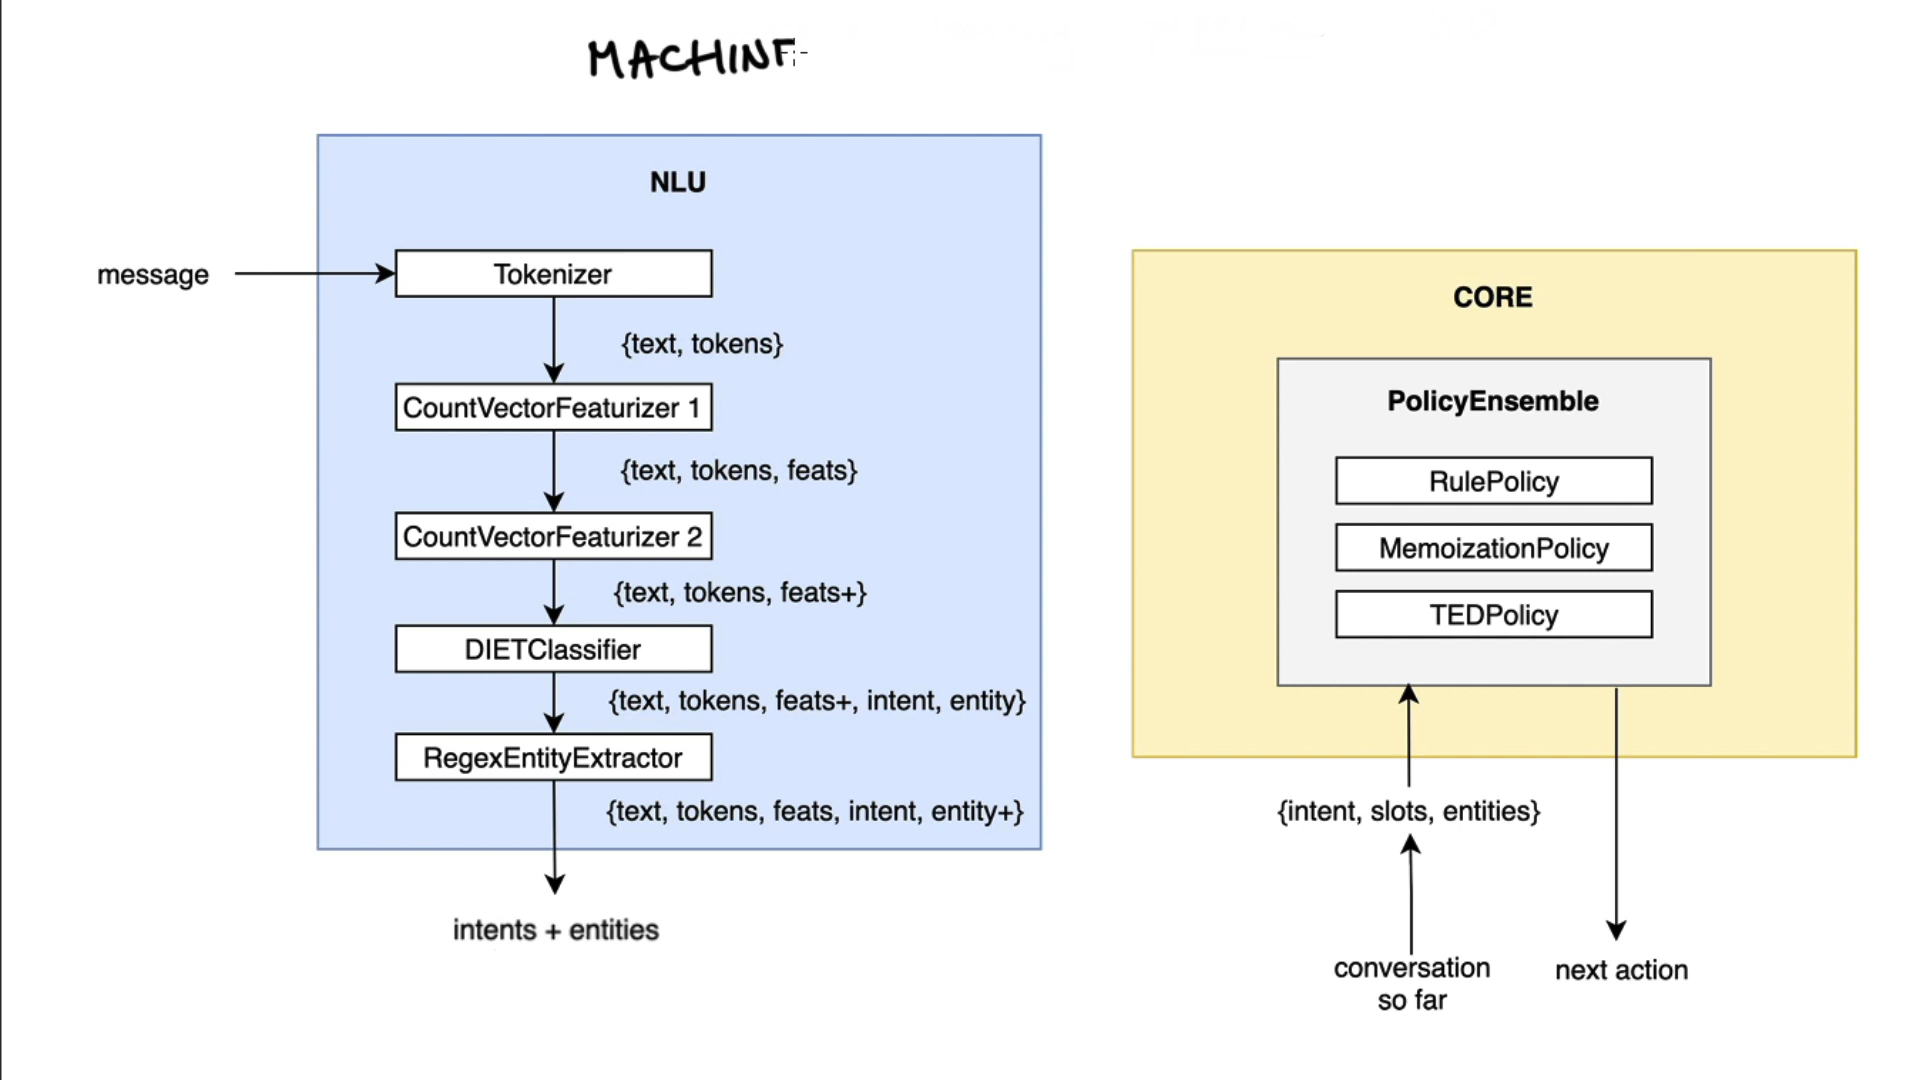 MACHINE
NLU
message
Tokenizer
{text, tokens}
CountVectorFeaturizer 1
{text, tokens, feats}
CountVectorFeaturizer 2
{text, tokens, feats+}
DIETClassifier
{text, tokens, feats+, intent, entity}
RegexEntityExtractor
{text, tokens, feats, intent, entity+}
intents + entities
CORE
PolicyEnsemble
RulePolicy
MemoizationPolicy
TEDPolicy
{intent, slots, entities}
conversation
so far
next action